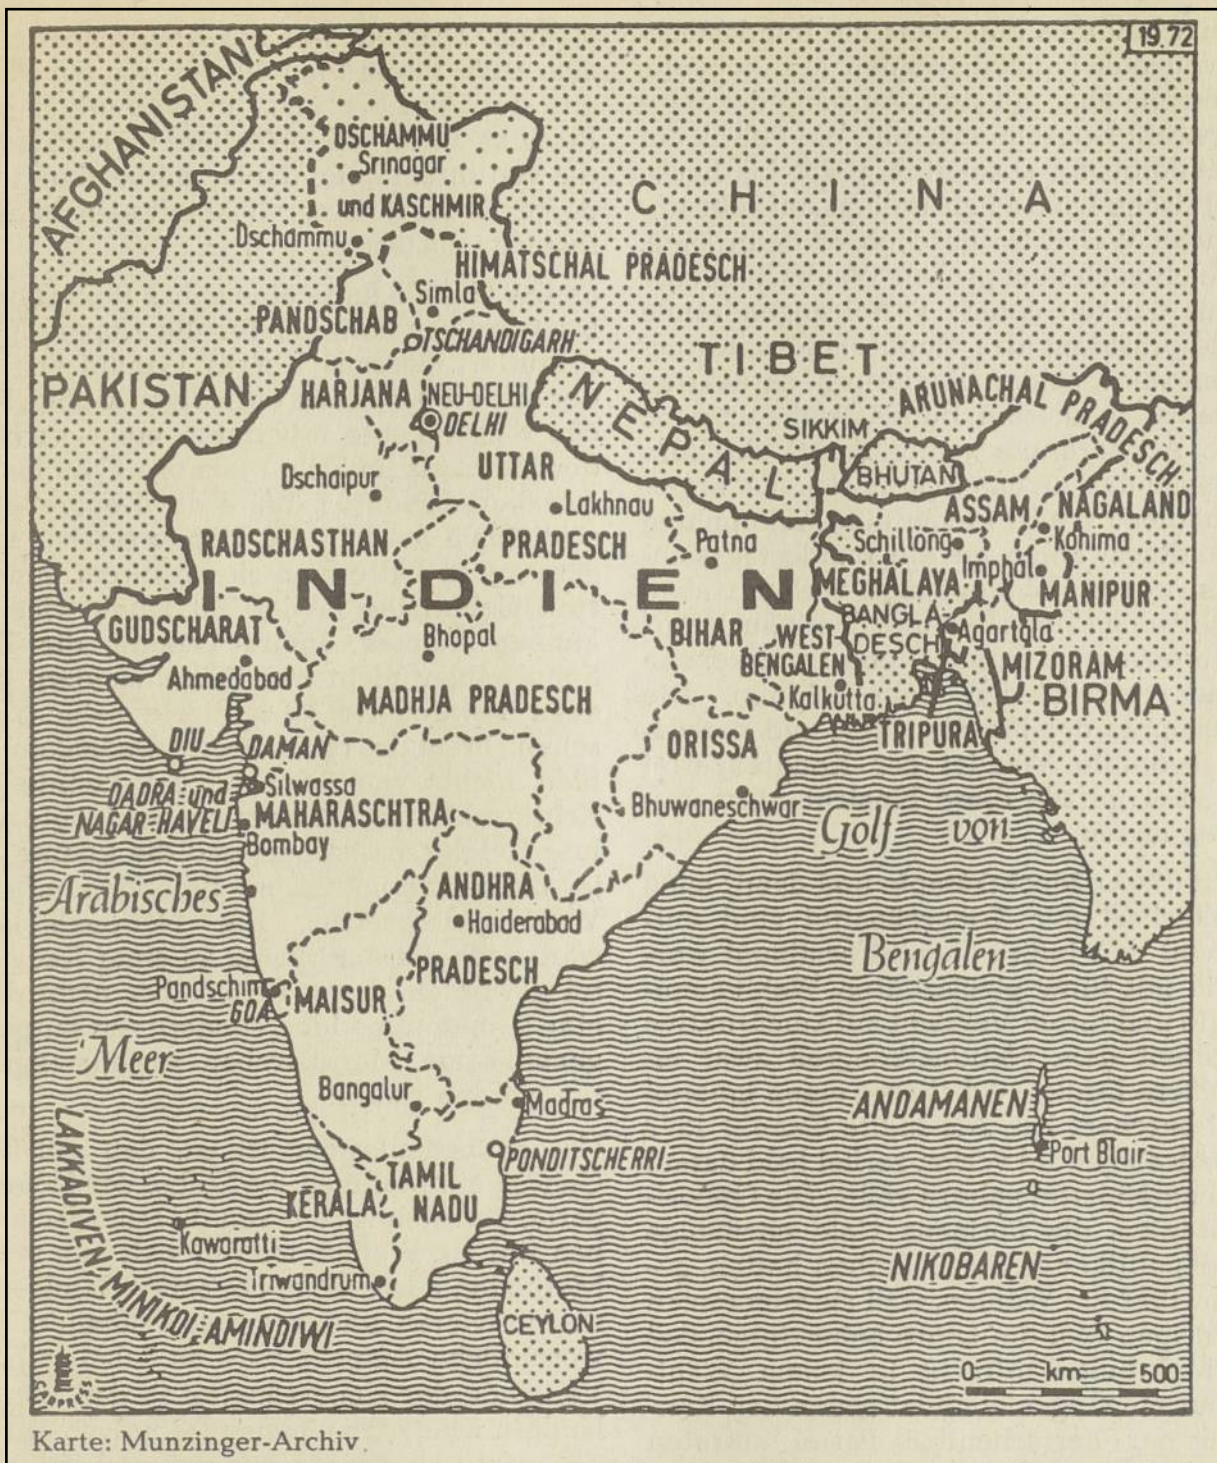 19.72
AFGHANISTAN
DSCHAMMU
Srinagar
und KASCHMIR
CHINA
Dschammu
HIMATSCHAL PRADESCH
Simla
PANDSCHAB
TSCHANDIGARH
TIBET
PAKISTAN
HARJANA
NEU-DELHI
DELHI
NEPAL
ARUNACHAL PRADESCH
SIKKIM
BHUTAN
UTTAR
Dschaipur
Lakhnau
ASSAM
NAGALAND
RADSCHASTHAN
PRADESCH
Patna
Schillong
Kohima
Imphal
INDIEN
MEGHALAYA
MANIPUR
GUDSCHARAT
Bhopal
BIHAR
WEST
BENGALEN
BANGLA-
DESCH
Agartala
Ahmedabad
MADHJA PRADESCH
Kalkutta
MIZORAM
BIRMA
DIU
DAMAN
ORISSA
TRIPURA
DADRA-und
NAGAR-HAVELI
Silwassa
MAHARASCHTRA
Bhuwaneschwar
Golf von
Bombay
Arabisches
ANDHRA
Haiderabad
Bengalen
PRADESCH
Pandschim
GOA
MAISUR
Meer
Bangalur
Madras
ANDAMANEN
Port Blair
PONDITSCHERRI
LAKKADIVEN, MINIKOI, AMINDIWI
KERALA
TAMIL
NADU
Kawaratti
Triwandrum
NIKOBAREN
CEYLON
0 km 500
CONPRESS
Karte: Munzinger-Archiv